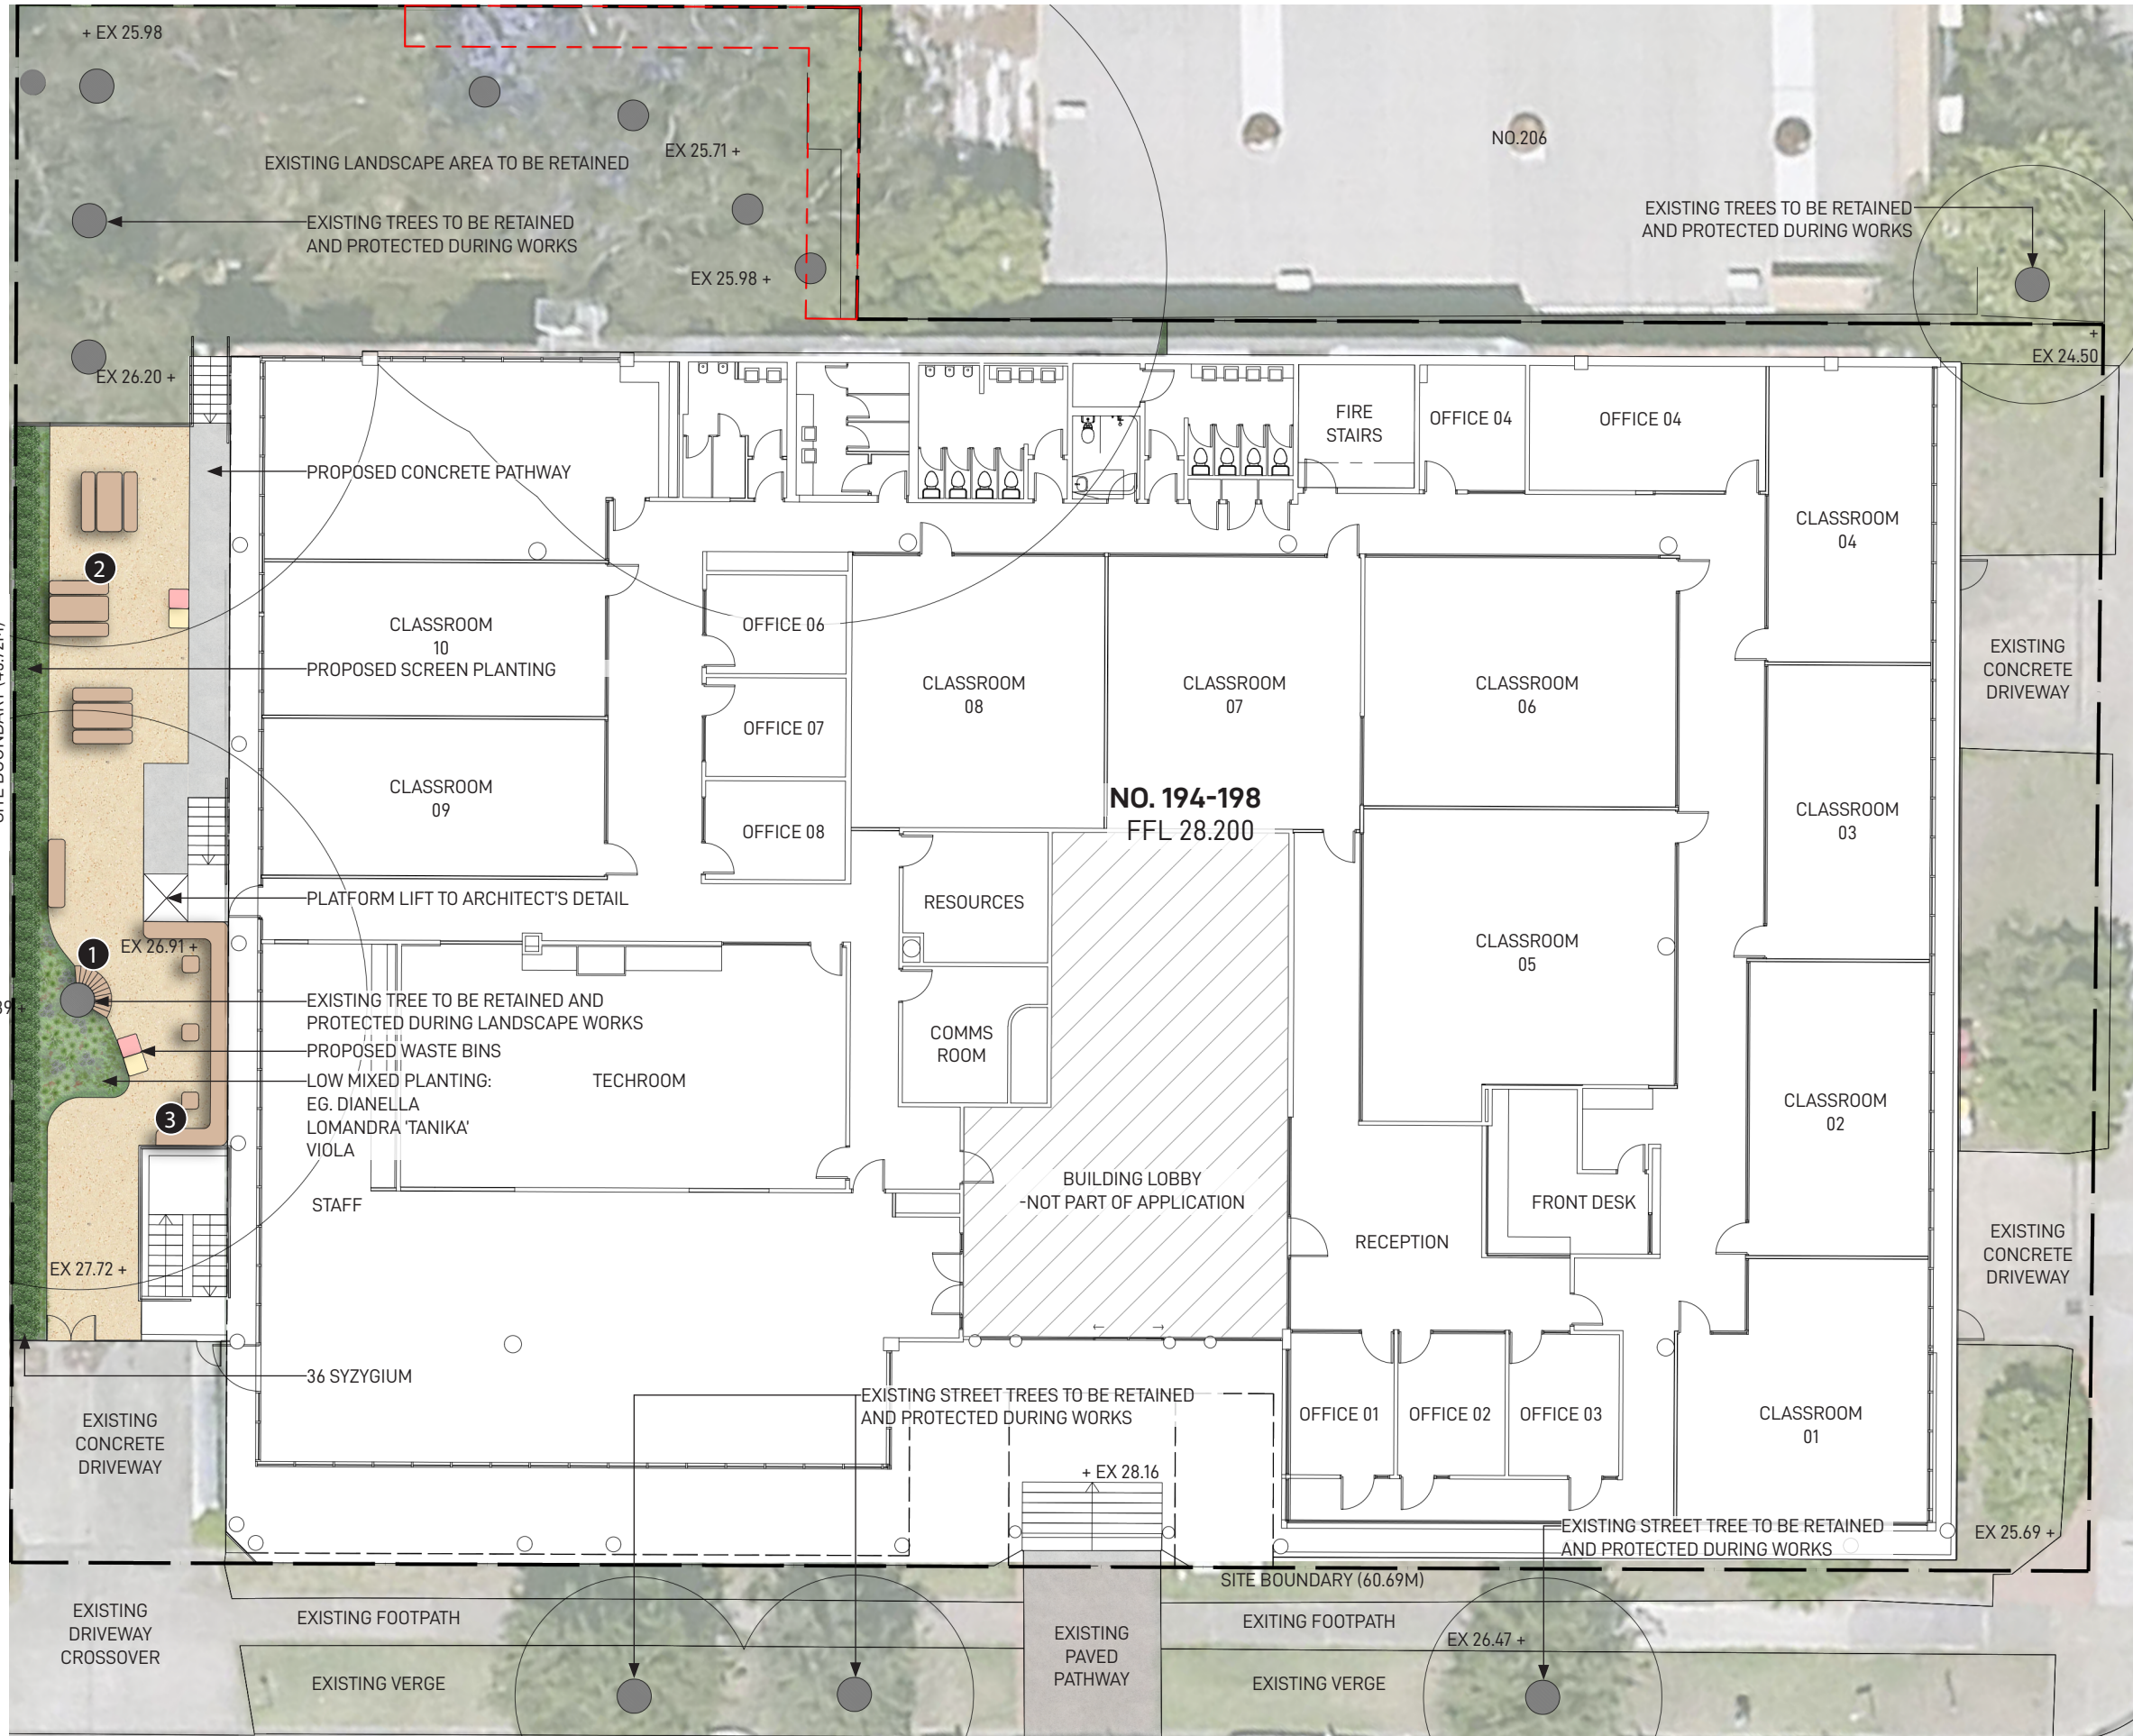 + EX 25.98
EXISTING LANDSCAPE AREA TO BE RETAINED
EX 25.71 +
NO.206
EXISTING TREES TO BE RETAINED
AND PROTECTED DURING WORKS
EXISTING TREES TO BE RETAINED
AND PROTECTED DURING WORKS
EX 25.98 +
+
EX 24.50
EX 26.20 +
FIRE
STAIRS
OFFICE 04
OFFICE 04
PROPOSED CONCRETE PATHWAY
CLASSROOM
04
2
CLASSROOM
10
OFFICE 06
PROPOSED SCREEN PLANTING
CLASSROOM
08
CLASSROOM
07
CLASSROOM
06
EXISTING
CONCRETE
DRIVEWAY
OFFICE 07
CLASSROOM
09
NO. 194-198
FFL 28.200
CLASSROOM
03
OFFICE 08
PLATFORM LIFT TO ARCHITECT'S DETAIL
RESOURCES
1
EX 26.91 +
CLASSROOM
05
EXISTING TREE TO BE RETAINED AND
PROTECTED DURING LANDSCAPE WORKS
COMMS
ROOM
PROPOSED WASTE BINS
LOW MIXED PLANTING:
EG. DIANELLA
LOMANDRA 'TANIKA'
VIOLA
TECHROOM
3
CLASSROOM
02
STAFF
BUILDING LOBBY
-NOT PART OF APPLICATION
FRONT DESK
RECEPTION
EXISTING
CONCRETE
DRIVEWAY
EX 27.72 +
36 SYZYGIUM
EXISTING STREET TREES TO BE RETAINED
AND PROTECTED DURING WORKS
OFFICE 01
OFFICE 02
OFFICE 03
CLASSROOM
01
EXISTING
CONCRETE
DRIVEWAY
+ EX 28.16
EXISTING STREET TREE TO BE RETAINED
AND PROTECTED DURING WORKS
EX 25.69 +
SITE BOUNDARY (60.69M)
EXISTING
DRIVEWAY
CROSSOVER
EXISTING FOOTPATH
EXISTING
PAVED
PATHWAY
EXITING FOOTPATH
EX 26.47 +
EXISTING VERGE
EXISTING VERGE